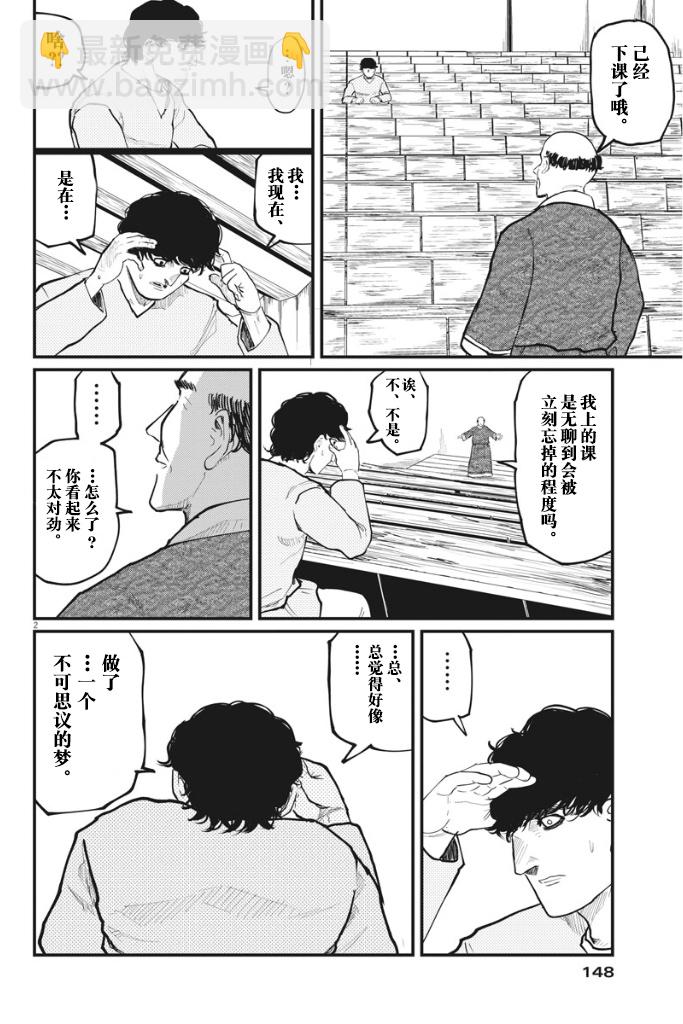 最新免费漫画
www.baozimh.com
已经
下课了哦。
…嗯？
啥
?!
我…
我现在、
是在…
我上的课
是无聊到会被
立刻忘掉的程度吗。
诶、
不、不是。
……
…怎么了？
你看起来
不太对劲。
2
……
…总、
总觉得好像
……
做了
…一个
不可思议的梦。
148